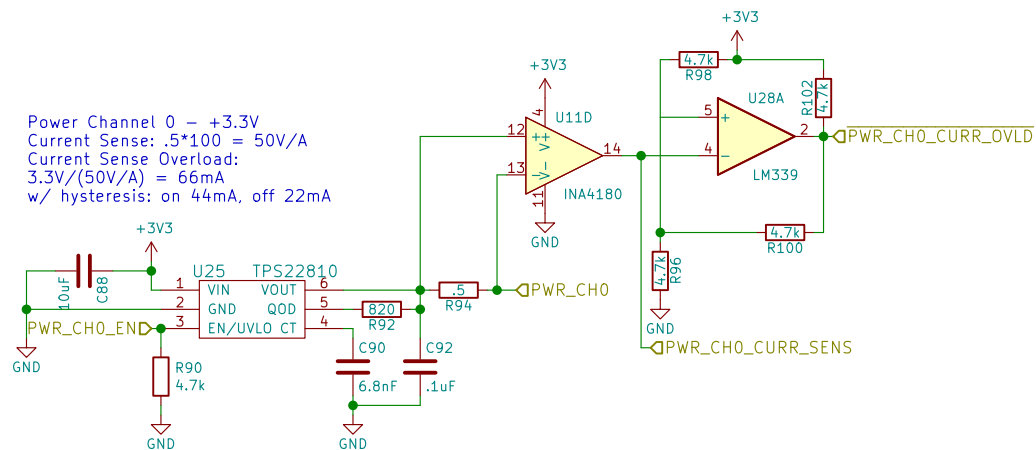 +3V3
4.7k
R98
R102
4.7k
U28A
5
+
4
-
2
LM339
PWR_CH0_CURR_OVLD
+3V3
4
U11D
12
V+
+
13
V-
-
14
11
INA4180
GND
Power Channel 0 - +3.3V
Current Sense: .5*100 = 50V/A
Current Sense Overload:
3.3V/(50V/A) = 66mA
w/ hysteresis: on 44mA, off 22mA
4.7k
R100
4.7k
R96
GND
+3V3
10uF
C88
U25 TPS22810
1 VIN VOUT 6
2 GND QOD 5
3 EN/UVLO CT 4
.5
R94
PWR_CH0
820
R92
PWR_CH0_EN
GND
R90
4.7k
GND
C90
6.8nF
C92
.1uF
GND
PWR_CH0_CURR_SENS